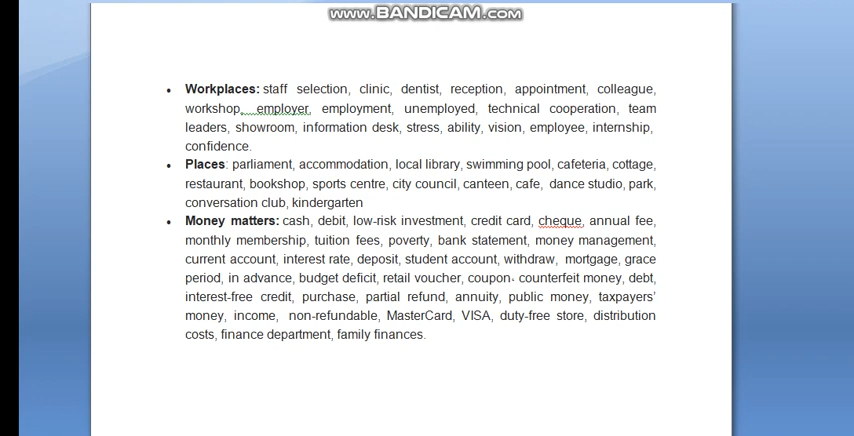 www.BANDICAM.com
• Workplaces: staff selection, clinic, dentist, reception, appointment, colleague,
workshop, employer, employment, unemployed, technical cooperation, team
leaders, showroom, information desk, stress, ability, vision, employee, internship,
confidence.
• Places: parliament, accommodation, local library, swimming pool, cafeteria, cottage,
restaurant, bookshop, sports centre, city council, canteen, cafe, dance studio, park,
conversation club, kindergarten
• Money matters: cash, debit, low-risk investment, credit card, cheque, annual fee,
monthly membership, tuition fees, poverty, bank statement, money management,
current account, interest rate, deposit, student account, withdraw, mortgage, grace
period, in advance, budget deficit, retail voucher, coupon, counterfeit money, debt,
interest-free credit, purchase, partial refund, annuity, public money, taxpayers’
money, income, non-refundable, MasterCard, VISA, duty-free store, distribution
costs, finance department, family finances.